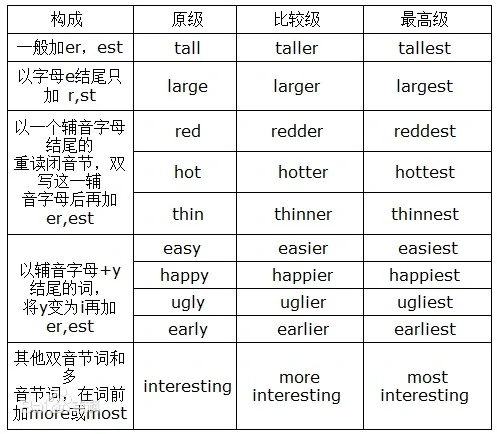 构成 原级 比较级 最高级
一般加er，est tall taller tallest
以字母e结尾只
加 r,st
large larger largest
以一个辅音字母
结尾的
重读闭音节，双
写这一辅
音字母后再加
er,est
red redder reddest
hot hotter hottest
thin thinner thinnest
以辅音字母+y
结尾的词，
将y变为i再加
er,est
easy easier easiest
happy happier happiest
ugly uglier ugliest
early earlier earliest
其他双音节词和
多
音节词，在词前
加more或most
interesting
more
interesting
most
interesting